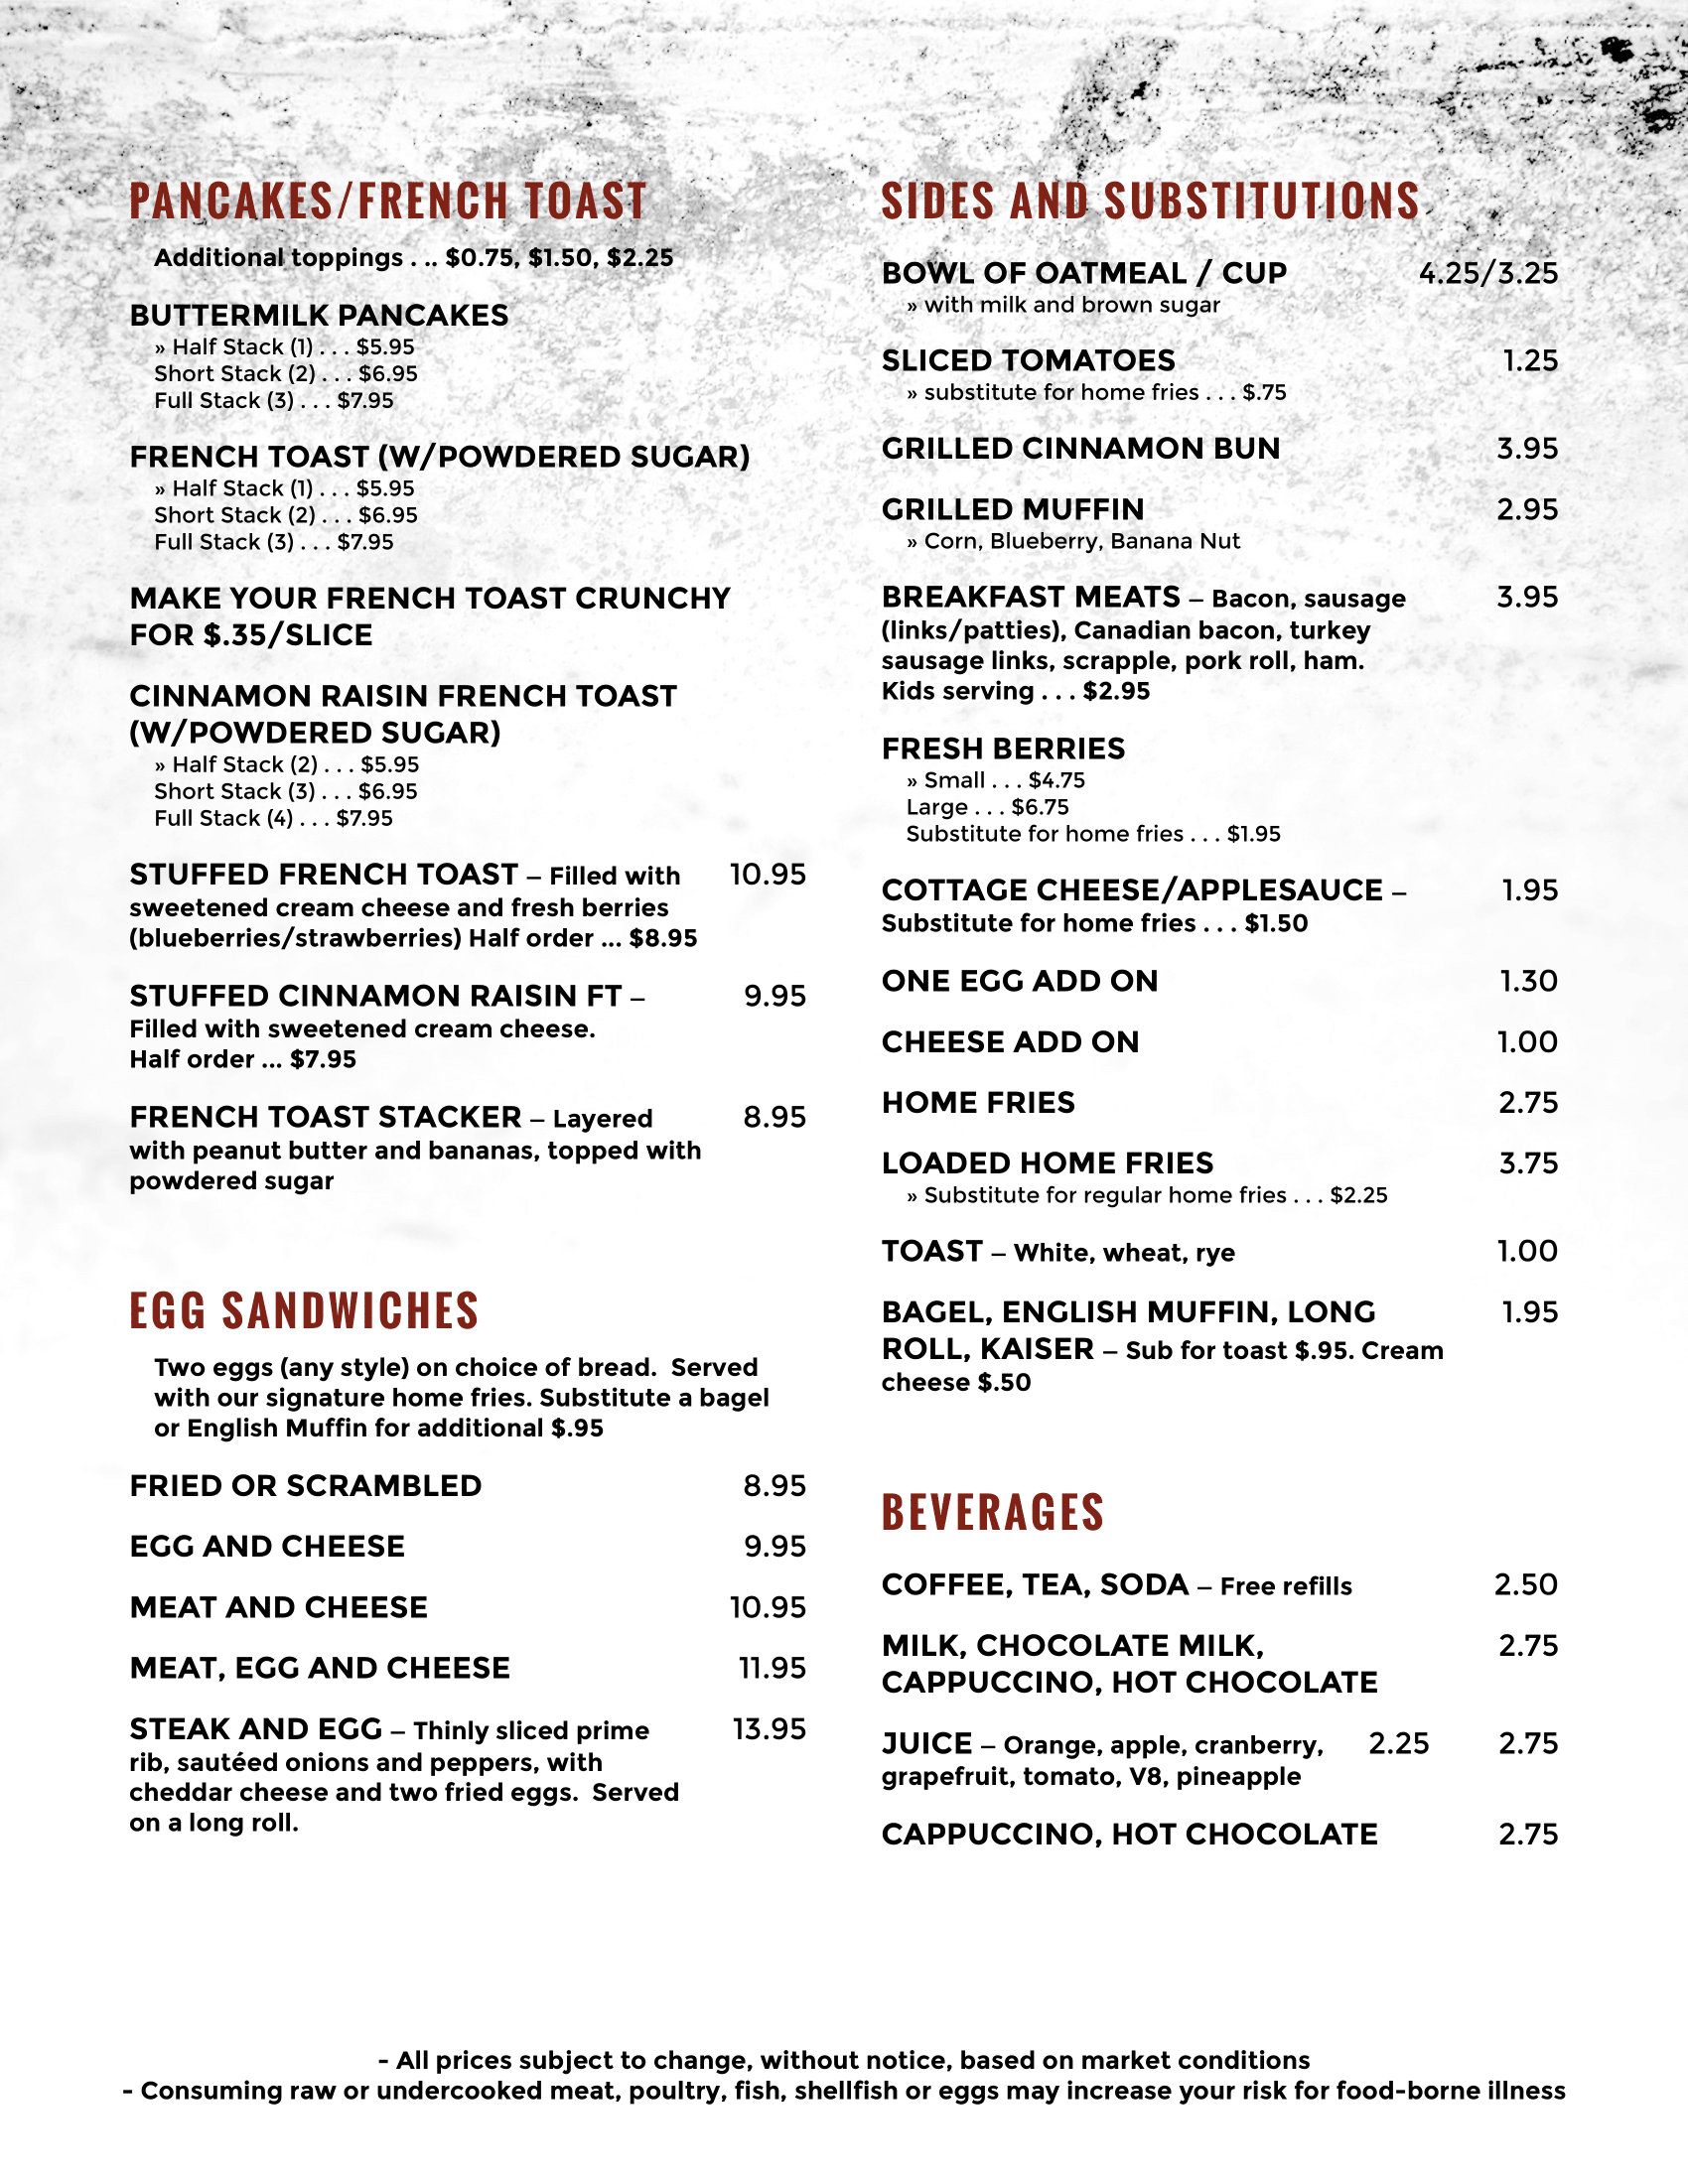 PANCAKES/FRENCH TOAST
Additional toppings . .. $0.75, $1.50, $2.25
BUTTERMILK PANCAKES
» Half Stack (1) . . . $5.95
Short Stack (2) . . . $6.95
Full Stack (3) . . . $7.95
FRENCH TOAST (W/POWDERED SUGAR)
» Half Stack (1) . . . $5.95
Short Stack (2) . . . $6.95
Full Stack (3) . . . $7.95
MAKE YOUR FRENCH TOAST CRUNCHY
FOR $.35/SLICE
CINNAMON RAISIN FRENCH TOAST
(W/POWDERED SUGAR)
» Half Stack (2) . . . $5.95
Short Stack (3) . . . $6.95
Full Stack (4) . . . $7.95
STUFFED FRENCH TOAST – Filled with 10.95
sweetened cream cheese and fresh berries
(blueberries/strawberries) Half order ... $8.95
STUFFED CINNAMON RAISIN FT – 9.95
Filled with sweetened cream cheese.
Half order ... $7.95
FRENCH TOAST STACKER – Layered 8.95
with peanut butter and bananas, topped with
powdered sugar
EGG SANDWICHES
Two eggs (any style) on choice of bread.  Served
with our signature home fries. Substitute a bagel
or English Muffin for additional $.95
FRIED OR SCRAMBLED 8.95
EGG AND CHEESE 9.95
MEAT AND CHEESE 10.95
MEAT, EGG AND CHEESE 11.95
STEAK AND EGG – Thinly sliced prime 13.95
rib, sautéed onions and peppers, with
cheddar cheese and two fried eggs.  Served
on a long roll.
SIDES AND SUBSTITUTIONS
BOWL OF OATMEAL / CUP 4.25/3.25
» with milk and brown sugar
SLICED TOMATOES 1.25
» substitute for home fries . . . $.75
GRILLED CINNAMON BUN 3.95
GRILLED MUFFIN 2.95
» Corn, Blueberry, Banana Nut
BREAKFAST MEATS – Bacon, sausage 3.95
(links/patties), Canadian bacon, turkey
sausage links, scrapple, pork roll, ham.
Kids serving . . . $2.95
FRESH BERRIES
» Small . . . $4.75
Large . . . $6.75
Substitute for home fries . . . $1.95
COTTAGE CHEESE/APPLESAUCE – 1.95
Substitute for home fries . . . $1.50
ONE EGG ADD ON 1.30
CHEESE ADD ON 1.00
HOME FRIES 2.75
LOADED HOME FRIES 3.75
» Substitute for regular home fries . . . $2.25
TOAST – White, wheat, rye 1.00
BAGEL, ENGLISH MUFFIN, LONG 1.95
ROLL, KAISER – Sub for toast $.95. Cream
cheese $.50
BEVERAGES
COFFEE, TEA, SODA – Free refills 2.50
MILK, CHOCOLATE MILK, 2.75
CAPPUCCINO, HOT CHOCOLATE
JUICE – Orange, apple, cranberry, 2.25 2.75
grapefruit, tomato, V8, pineapple
CAPPUCCINO, HOT CHOCOLATE 2.75
- All prices subject to change, without notice, based on market conditions
- Consuming raw or undercooked meat, poultry, fish, shellfish or eggs may increase your risk for food-borne illness